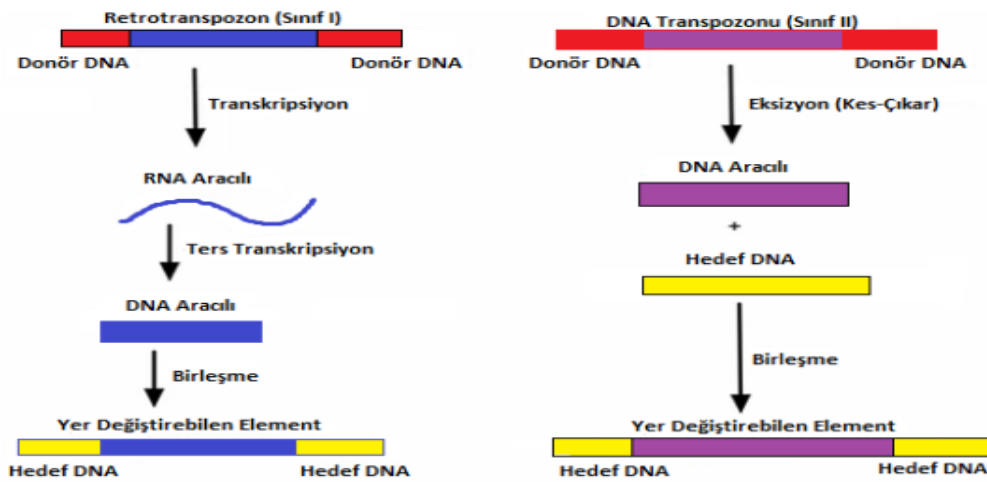 Retrotranspozon (Sınıf I)
Donör DNA
Donör DNA
Transkripsiyon
RNA Aracılı
Ters Transkripsiyon
DNA Aracılı
Birleşme
Yer Değiştirebilen Element
Hedef DNA
Hedef DNA
DNA Transpozonu (Sınıf II)
Donör DNA
Donör DNA
Eksizyon (Kes-Çıkar)
DNA Aracılı
+
Hedef DNA
Birleşme
Yer Değiştirebilen Element
Hedef DNA
Hedef DNA